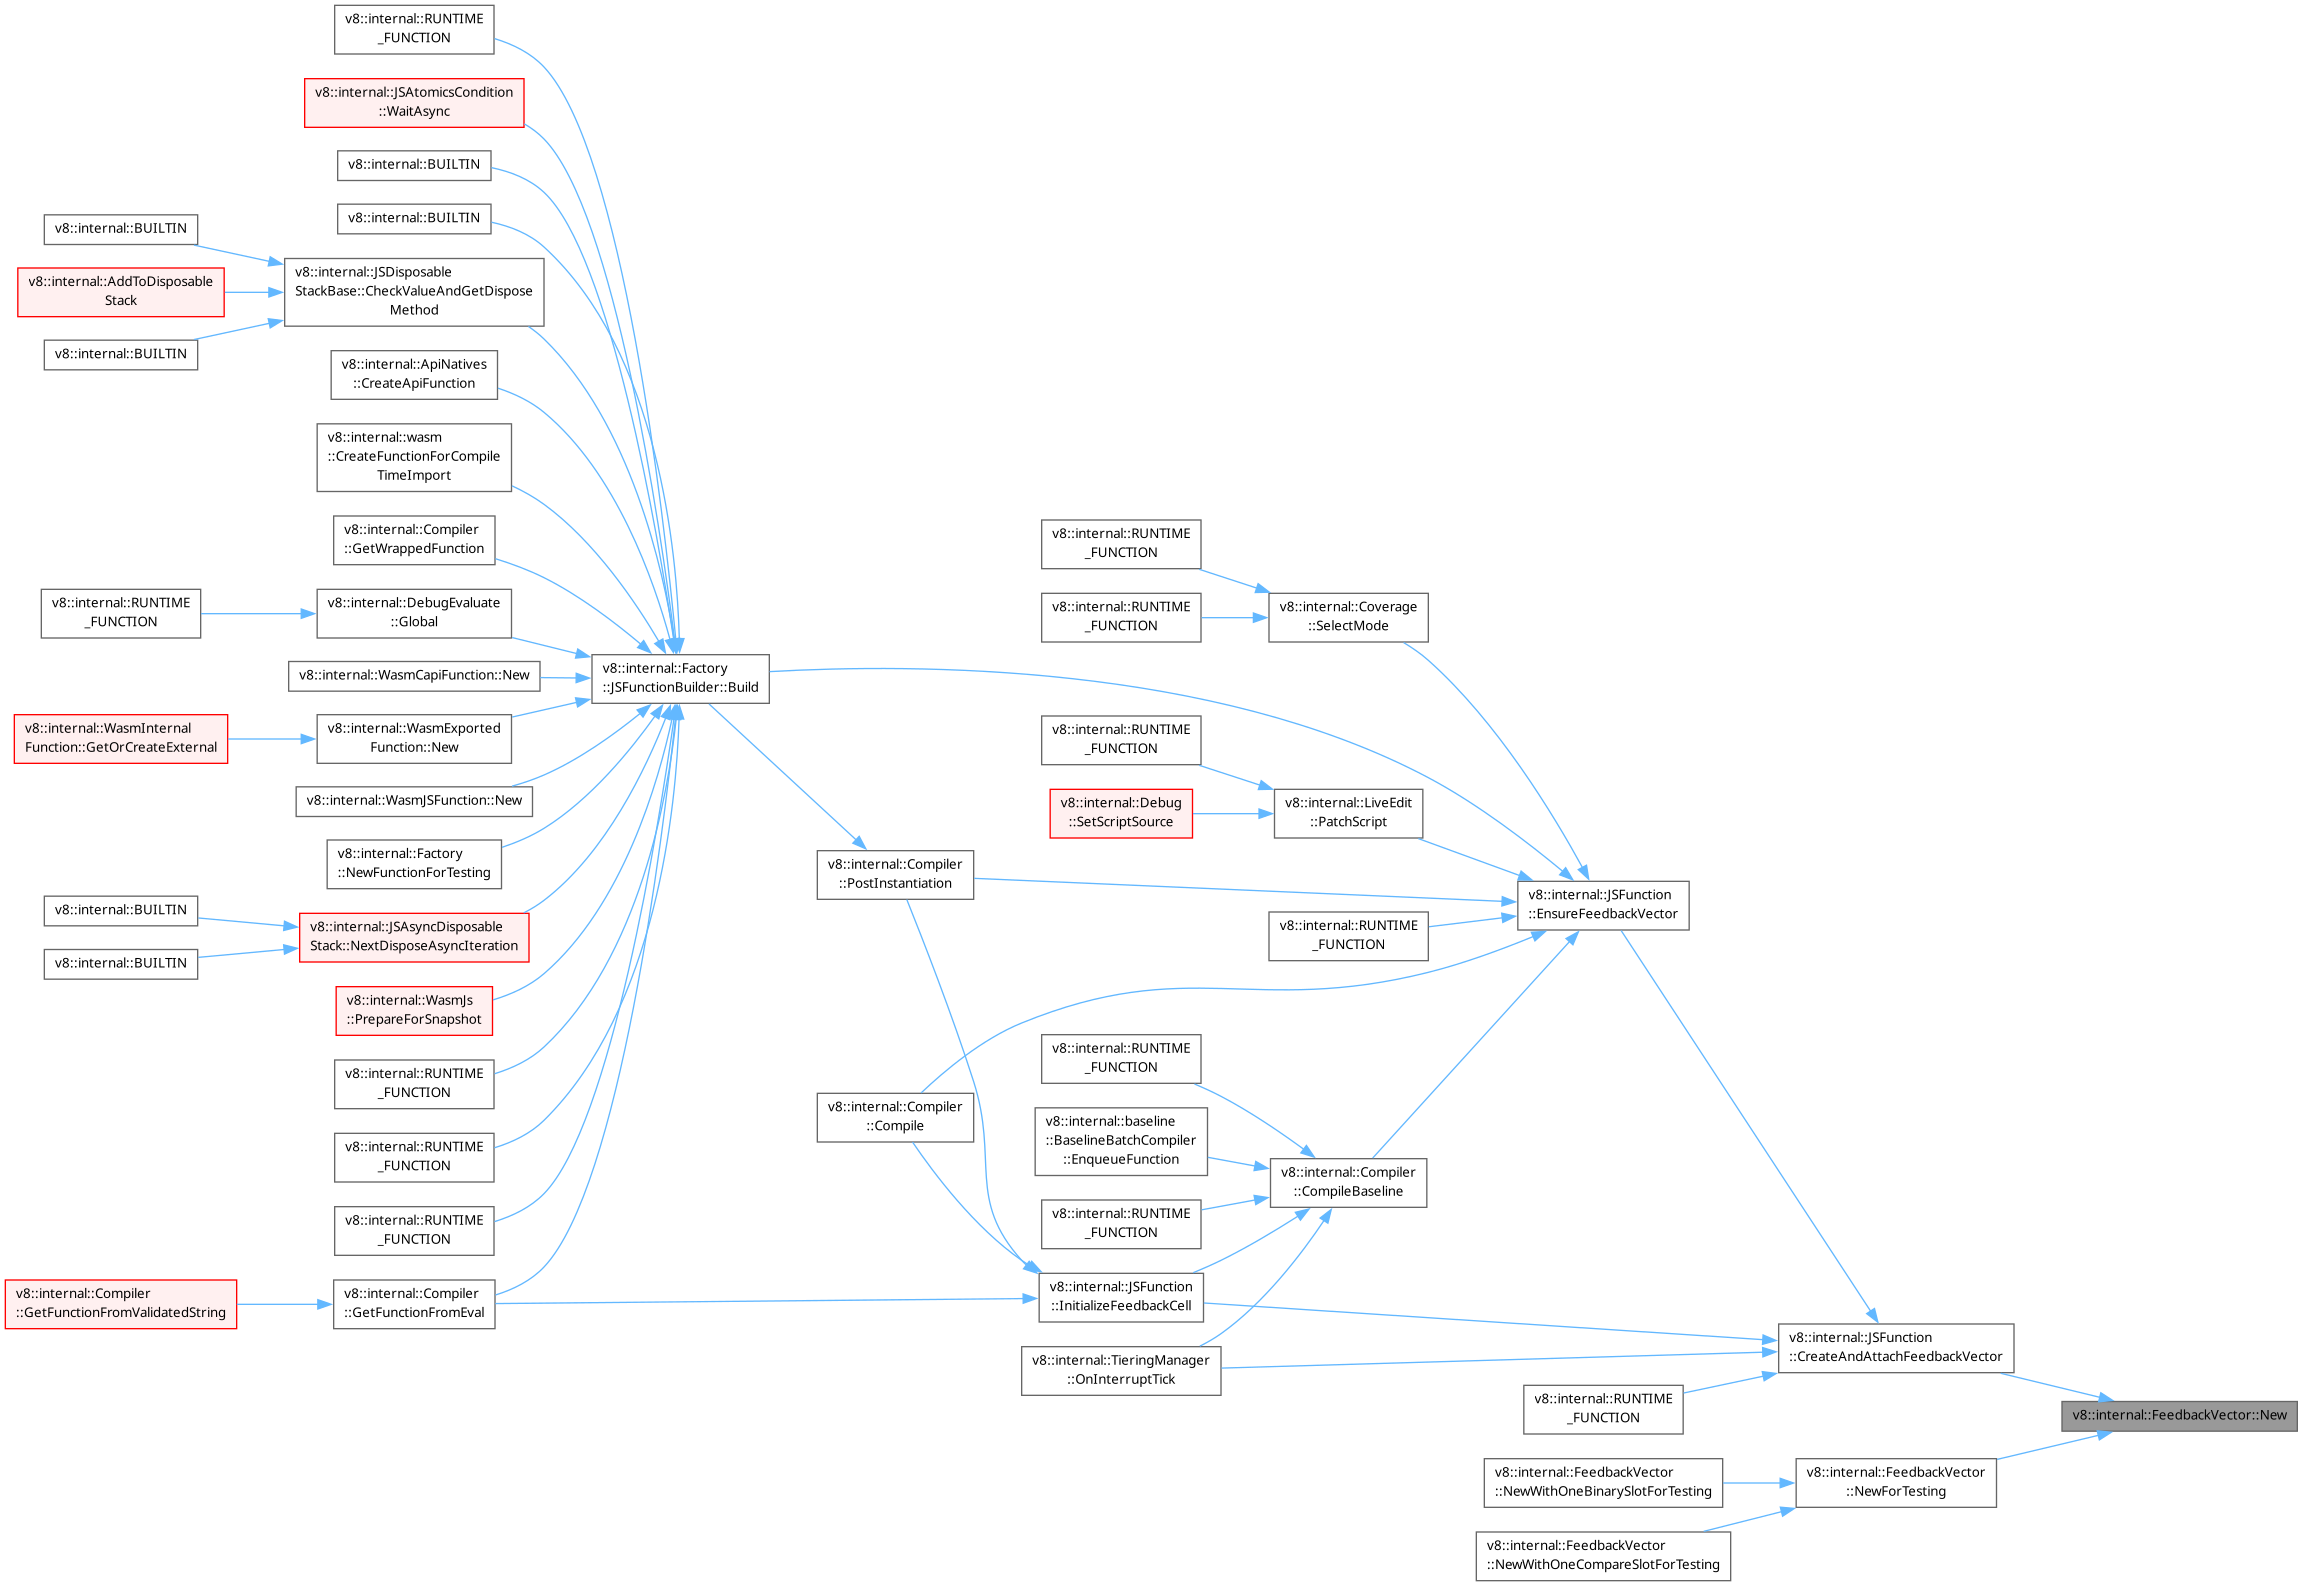 v8::internal::RUNTIME
_FUNCTION
v8::internal::JSAtomicsCondition
::WaitAsync
v8::internal::BUILTIN
v8::internal::BUILTIN
v8::internal::BUILTIN
v8::internal::AddToDisposable
Stack
v8::internal::BUILTIN
v8::internal::JSDisposable
StackBase::CheckValueAndGetDispose
Method
v8::internal::ApiNatives
::CreateApiFunction
v8::internal::wasm
::CreateFunctionForCompile
TimeImport
v8::internal::Compiler
::GetWrappedFunction
v8::internal::RUNTIME
_FUNCTION
v8::internal::DebugEvaluate
::Global
v8::internal::WasmCapiFunction::New
v8::internal::WasmInternal
Function::GetOrCreateExternal
v8::internal::WasmExported
Function::New
v8::internal::WasmJSFunction::New
v8::internal::Factory
::NewFunctionForTesting
v8::internal::BUILTIN
v8::internal::BUILTIN
v8::internal::JSAsyncDisposable
Stack::NextDisposeAsyncIteration
v8::internal::WasmJs
::PrepareForSnapshot
v8::internal::RUNTIME
_FUNCTION
v8::internal::RUNTIME
_FUNCTION
v8::internal::RUNTIME
_FUNCTION
v8::internal::Compiler
::GetFunctionFromValidatedString
v8::internal::Compiler
::GetFunctionFromEval
v8::internal::Factory
::JSFunctionBuilder::Build
v8::internal::Compiler
::PostInstantiation
v8::internal::Compiler
::Compile
v8::internal::RUNTIME
_FUNCTION
v8::internal::RUNTIME
_FUNCTION
v8::internal::Coverage
::SelectMode
v8::internal::RUNTIME
_FUNCTION
v8::internal::Debug
::SetScriptSource
v8::internal::LiveEdit
::PatchScript
v8::internal::RUNTIME
_FUNCTION
v8::internal::JSFunction
::EnsureFeedbackVector
v8::internal::RUNTIME
_FUNCTION
v8::internal::baseline
::BaselineBatchCompiler
::EnqueueFunction
v8::internal::RUNTIME
_FUNCTION
v8::internal::Compiler
::CompileBaseline
v8::internal::JSFunction
::InitializeFeedbackCell
v8::internal::TieringManager
::OnInterruptTick
v8::internal::JSFunction
::CreateAndAttachFeedbackVector
v8::internal::RUNTIME
_FUNCTION
v8::internal::FeedbackVector::New
v8::internal::FeedbackVector
::NewWithOneBinarySlotForTesting
v8::internal::FeedbackVector
::NewForTesting
v8::internal::FeedbackVector
::NewWithOneCompareSlotForTesting